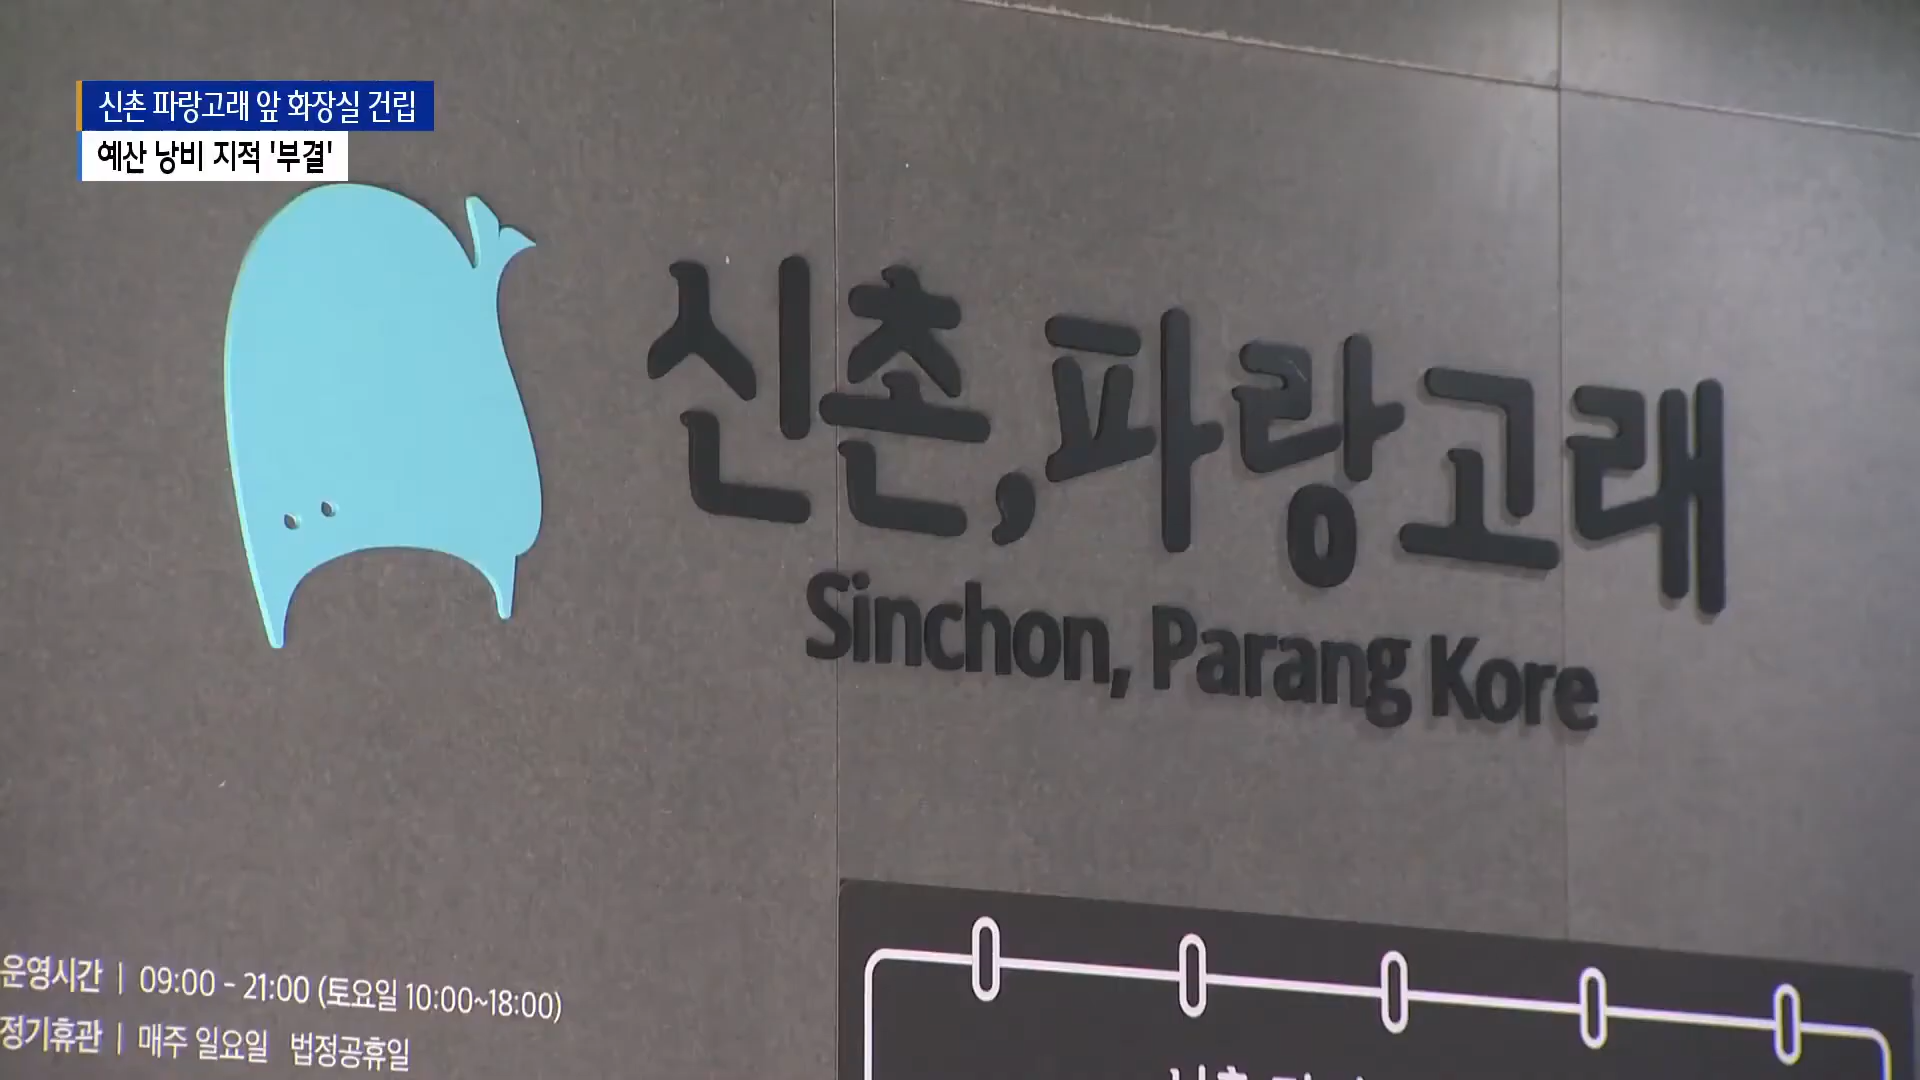 신촌 파랑고래 앞 화장실 건립
예산 낭비 지적 '부결'
신촌, 파랑고래
Sinchon, Parang Kore
운영시간 | 09:00 - 21:00 (토요일 10:00~18:00)
정기휴관 | 매주 일요일 법정공휴일